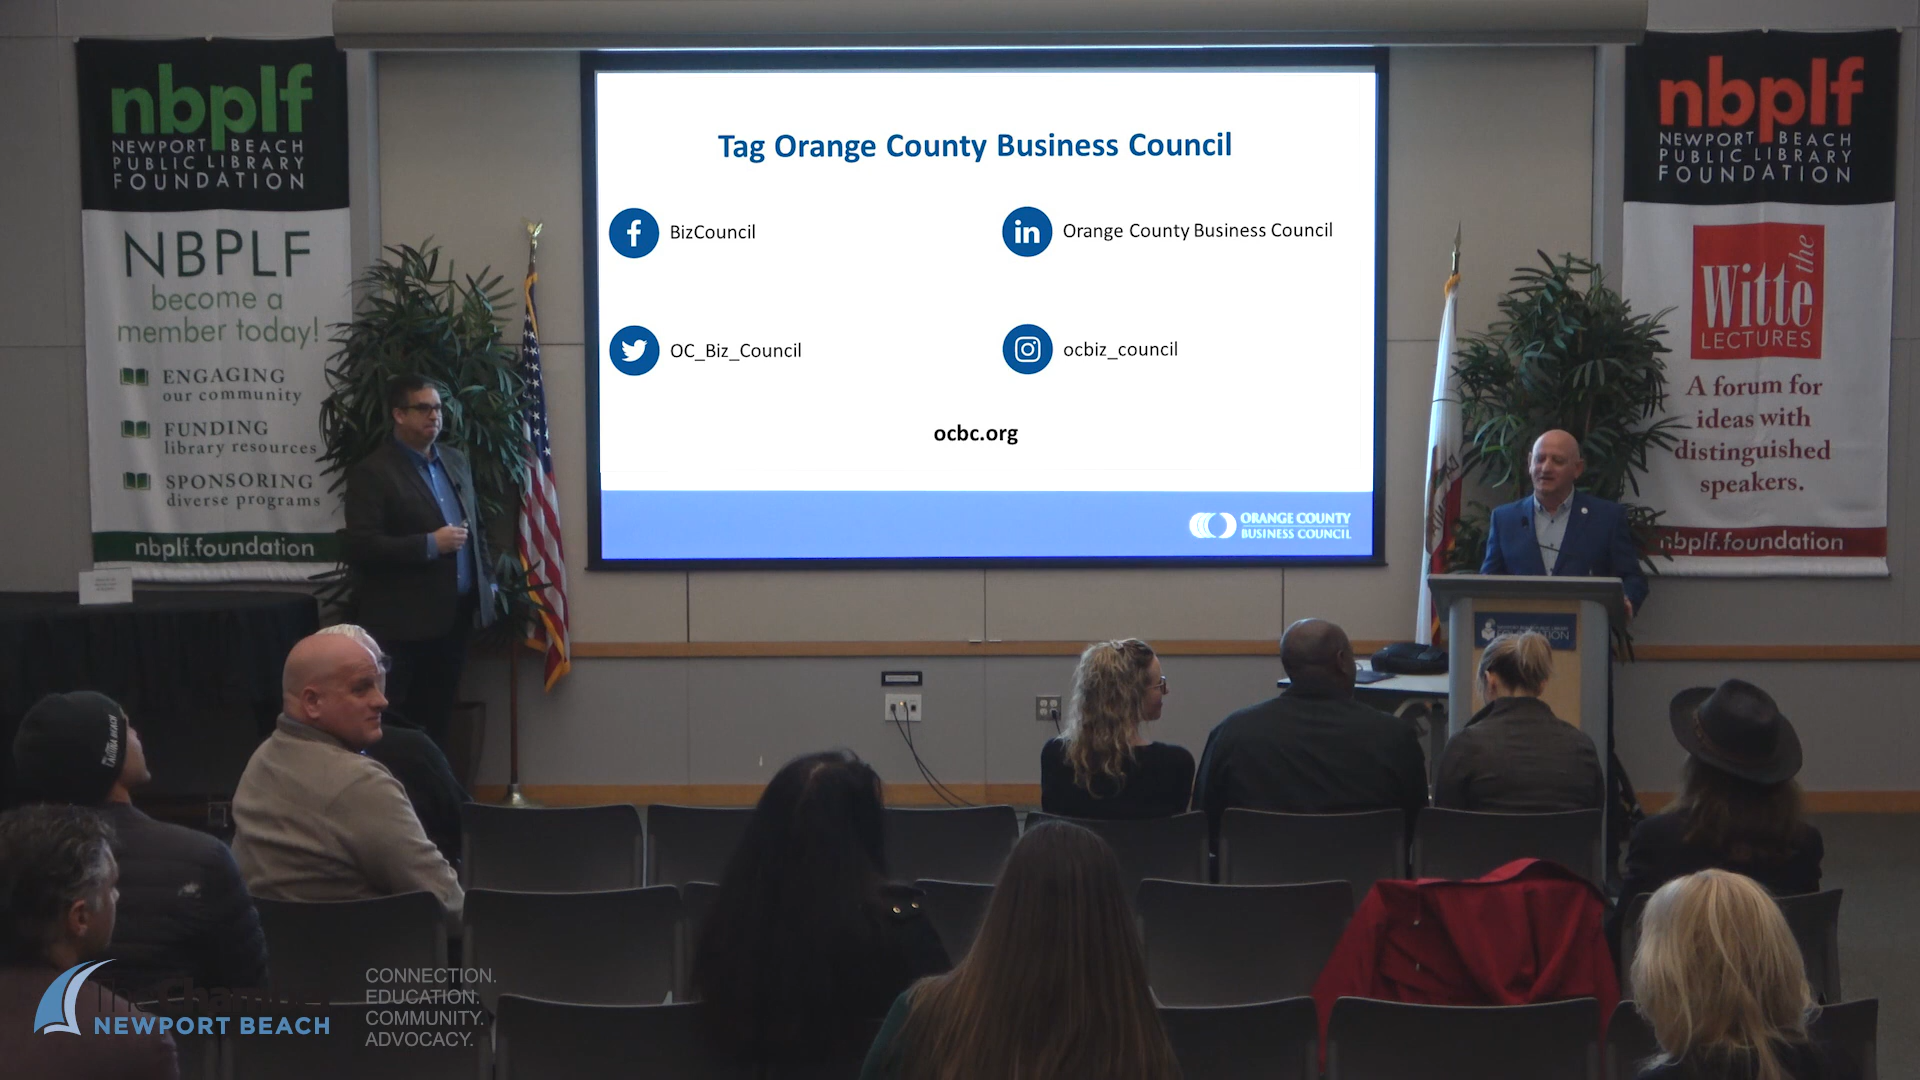 nbplf
NEWPORT BEACH
PUBLIC LIBRARY
FOUNDATION
NBPLF
become a
member today!
ENGAGING
our community
FUNDING
library resources
SPONSORING
diverse programs
nbplf.foundation
Tag Orange County Business Council
BizCouncil
Orange County Business Council
OC_Biz_Council
ocbiz_council
ocbc.org
ORANGE COUNTY
BUSINESS COUNCIL
nbplf
NEWPORT BEACH
PUBLIC LIBRARY
FOUNDATION
the
Witte
LECTURES
A forum for
ideas with
distinguished
speakers.
nbplf.foundation
The Chamber
NEWPORT BEACH
CONNECTION.
EDUCATION.
COMMUNITY.
ADVOCACY.